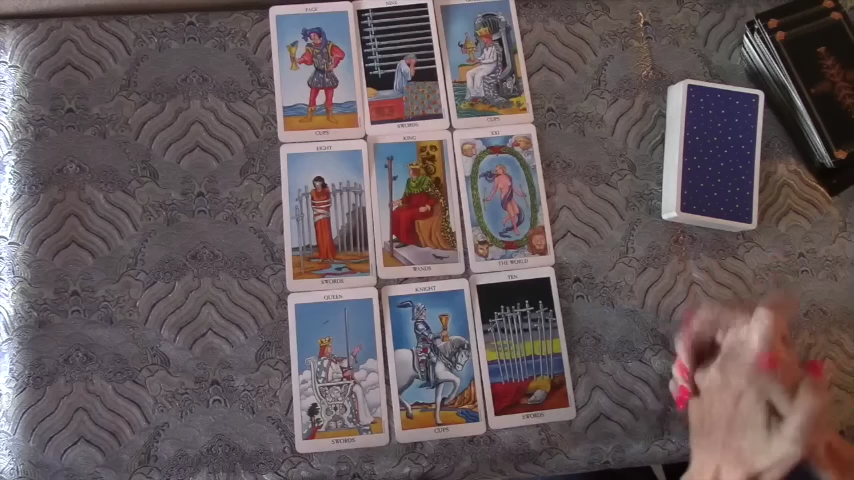 PAGE
CUPS
NINE
SWORDS
CUPS
EIGHT
SWORDS
KING
WANDS
XXI
THE WORLD
QUEEN
SWORDS
KNIGHT
CUPS
TEN
SWORDS